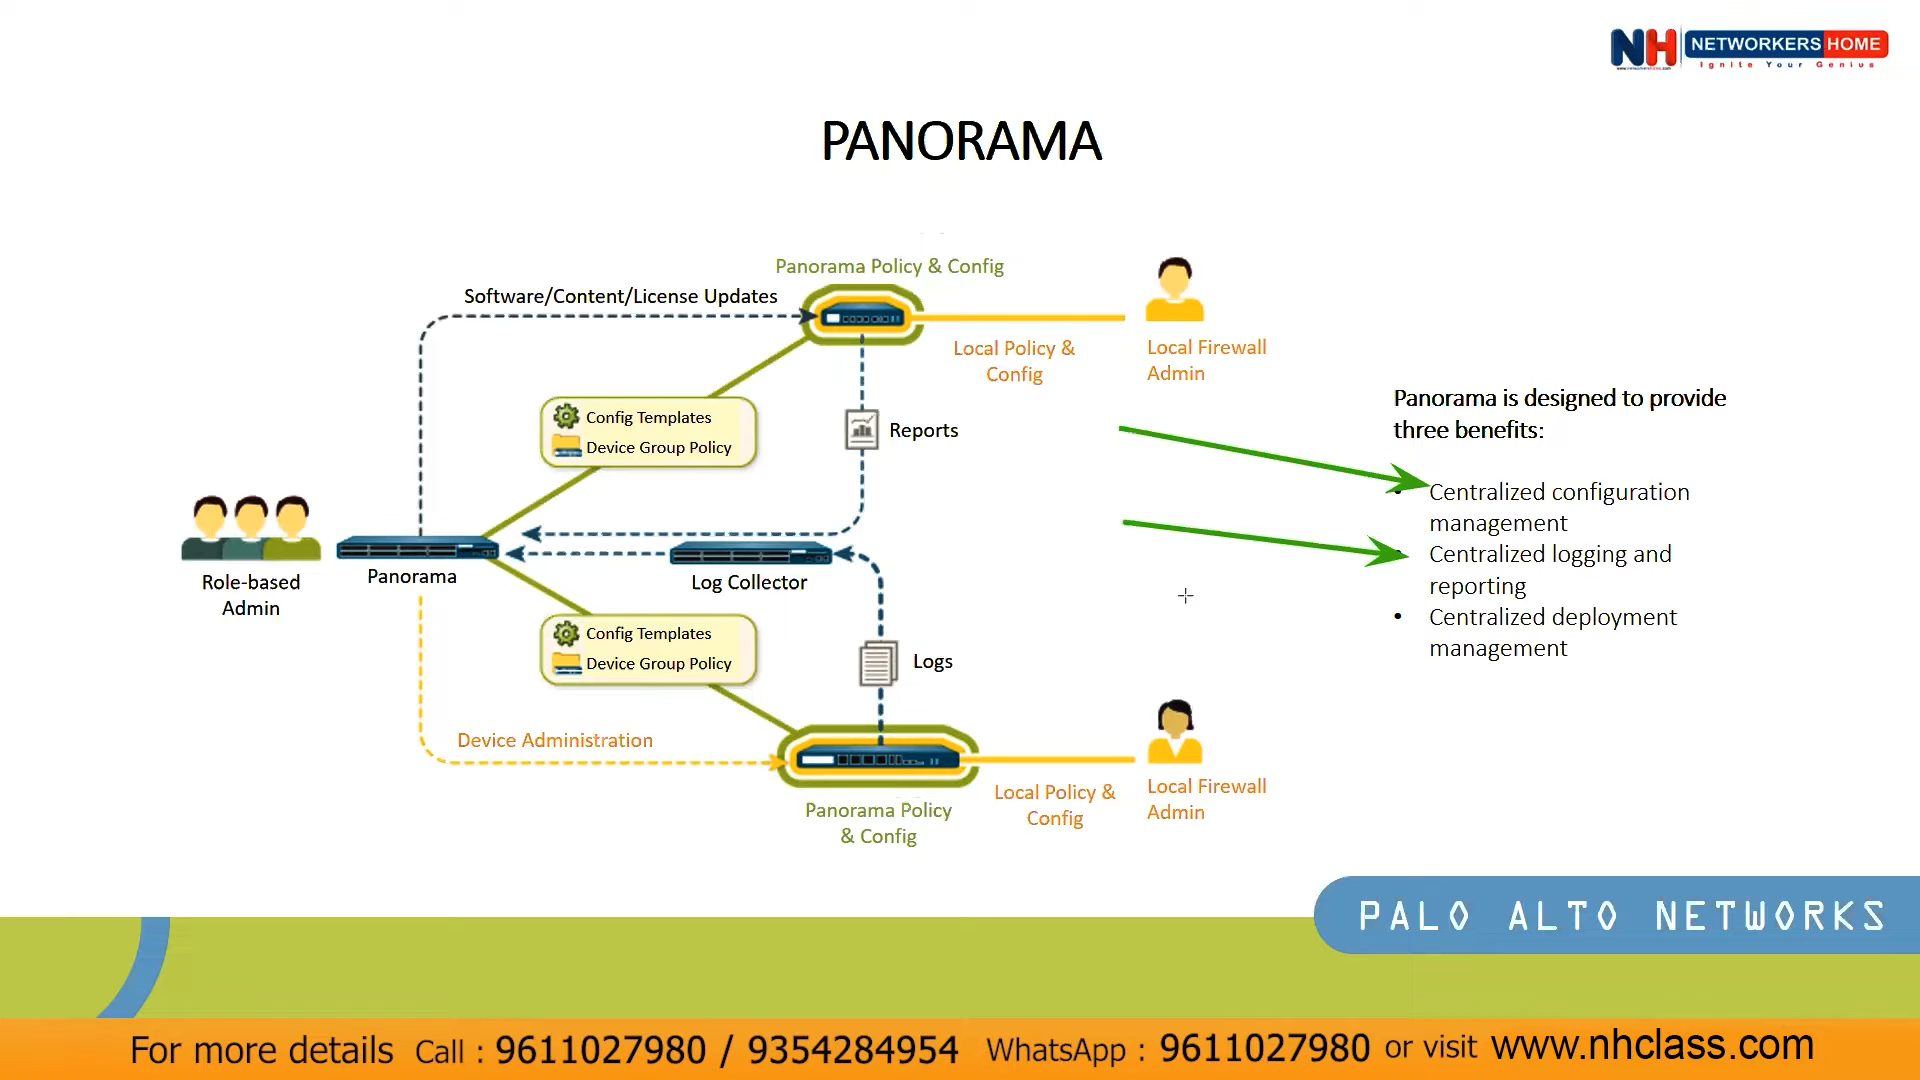 NH NETWORKERS HOME
Ignite Your Genius
PANORAMA
Panorama Policy & Config
Software/Content/License Updates
Local Policy &
Config
Local Firewall
Admin
Config Templates
Device Group Policy
Reports
Panorama is designed to provide
three benefits:
• Centralized configuration
management
• Centralized logging and
reporting
• Centralized deployment
management
Role-based
Admin
Panorama
Log Collector
Config Templates
Device Group Policy
Logs
Device Administration
Panorama Policy
& Config
Local Policy &
Config
Local Firewall
Admin
PALO ALTO NETWORKS
For more details Call : 9611027980 / 9354284954 WhatsApp : 9611027980 or visit www.nhclass.com